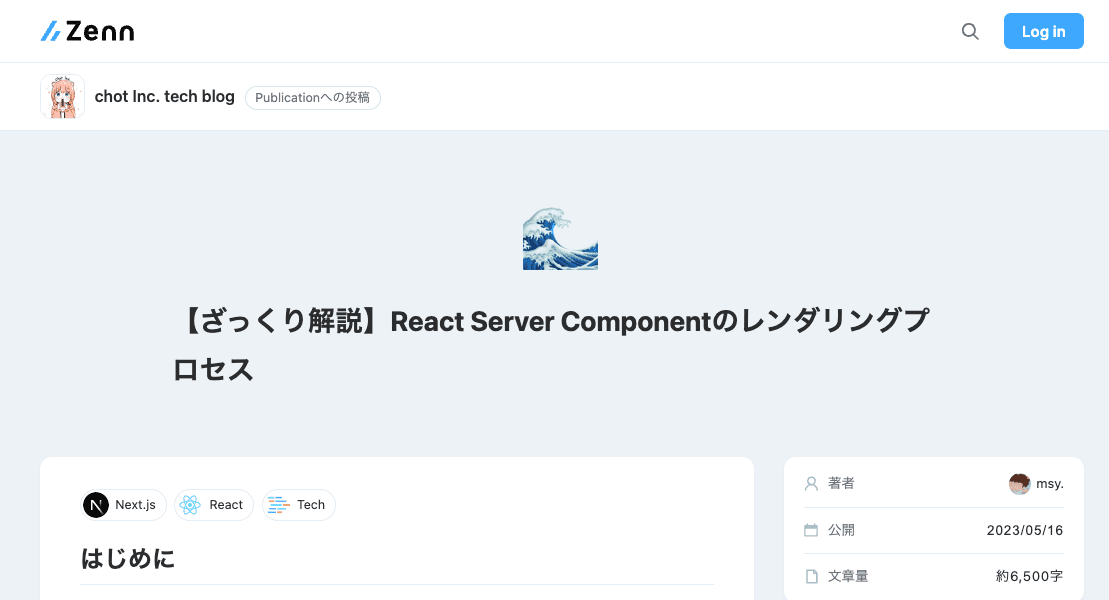 Zenn
Log in
chot Inc. tech blog
Publicationへの投稿
【ざっくり解説】React Server Componentのレンダリングプ
ロセス
Next.js
React
Tech
はじめに
著者
msy.
公開
2023/05/16
文章量
約6,500字